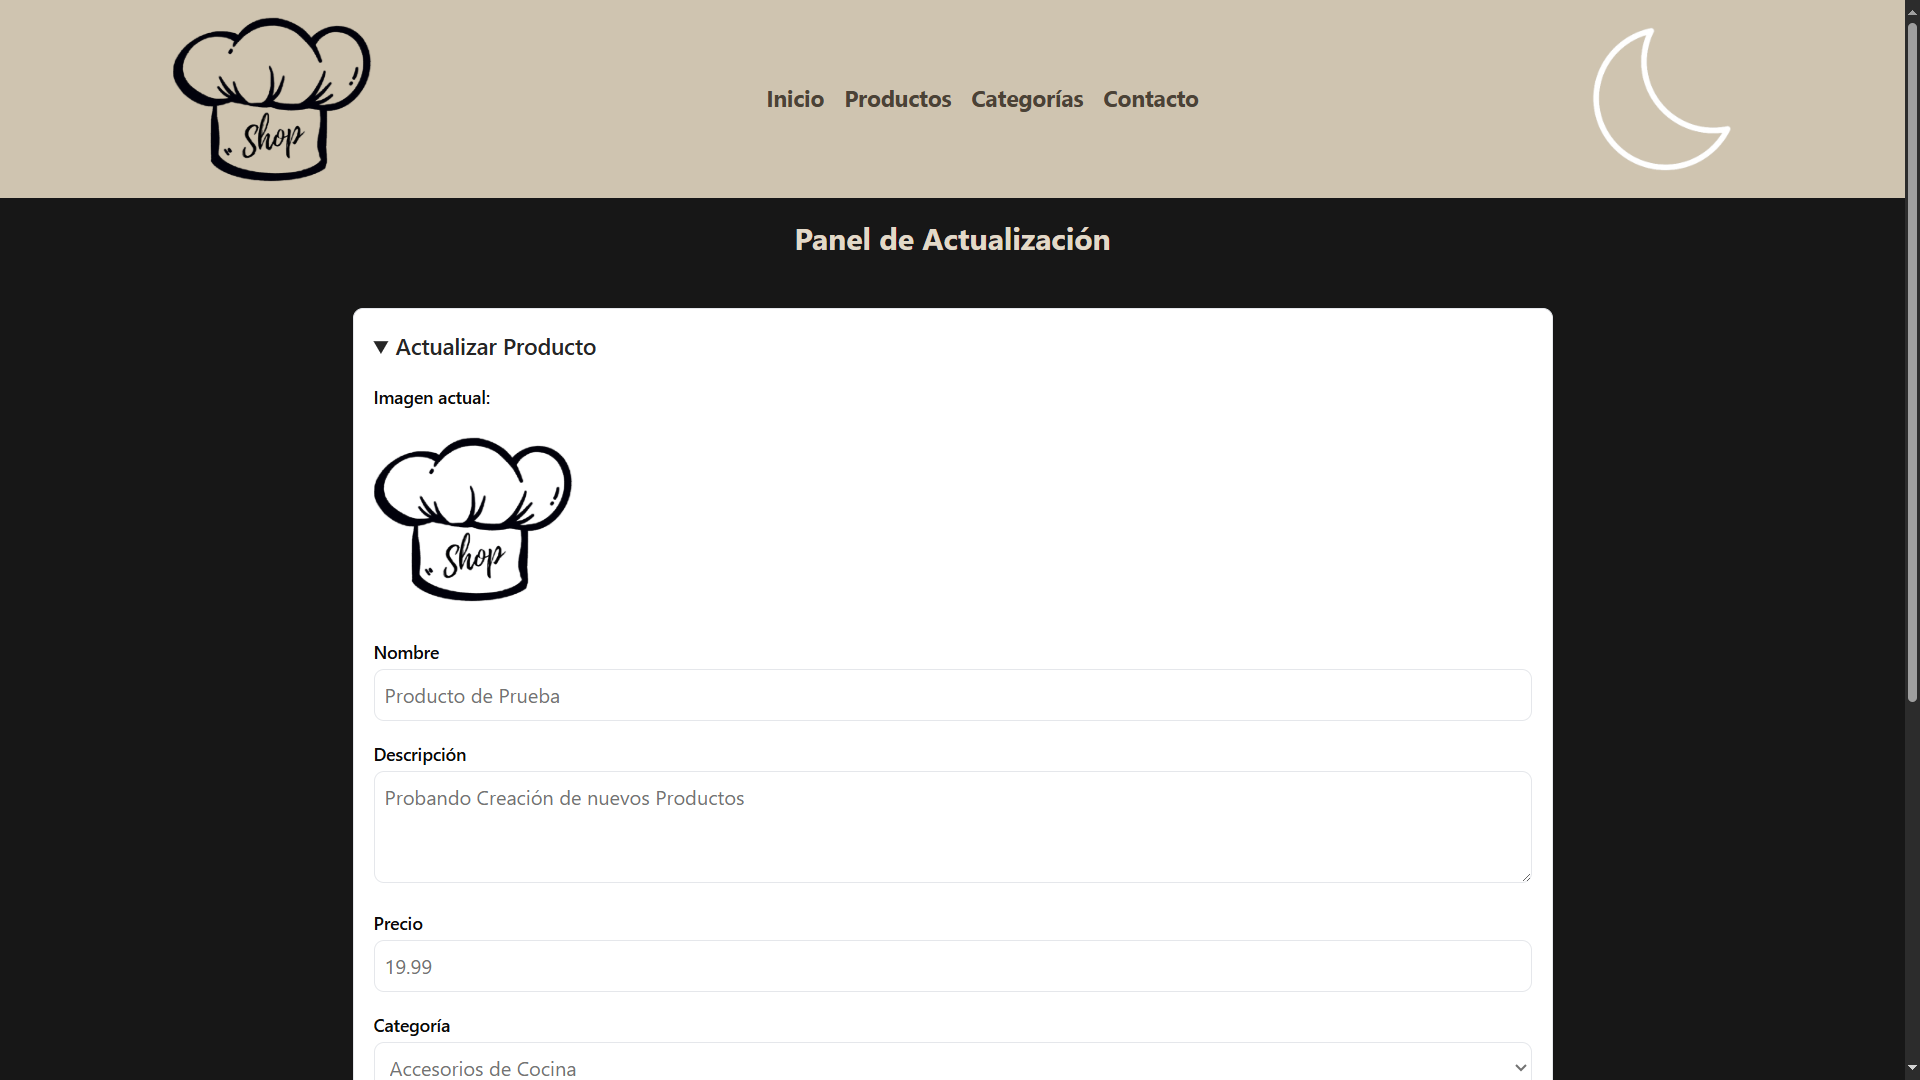 Shop
Inicio Productos Categorías Contacto
Panel de Actualización
▼ Actualizar Producto
Imagen actual:
Shop
Nombre
Producto de Prueba
Descripción
Probando Creación de nuevos Productos
Precio
19.99
Categoría
Accesorios de Cocina